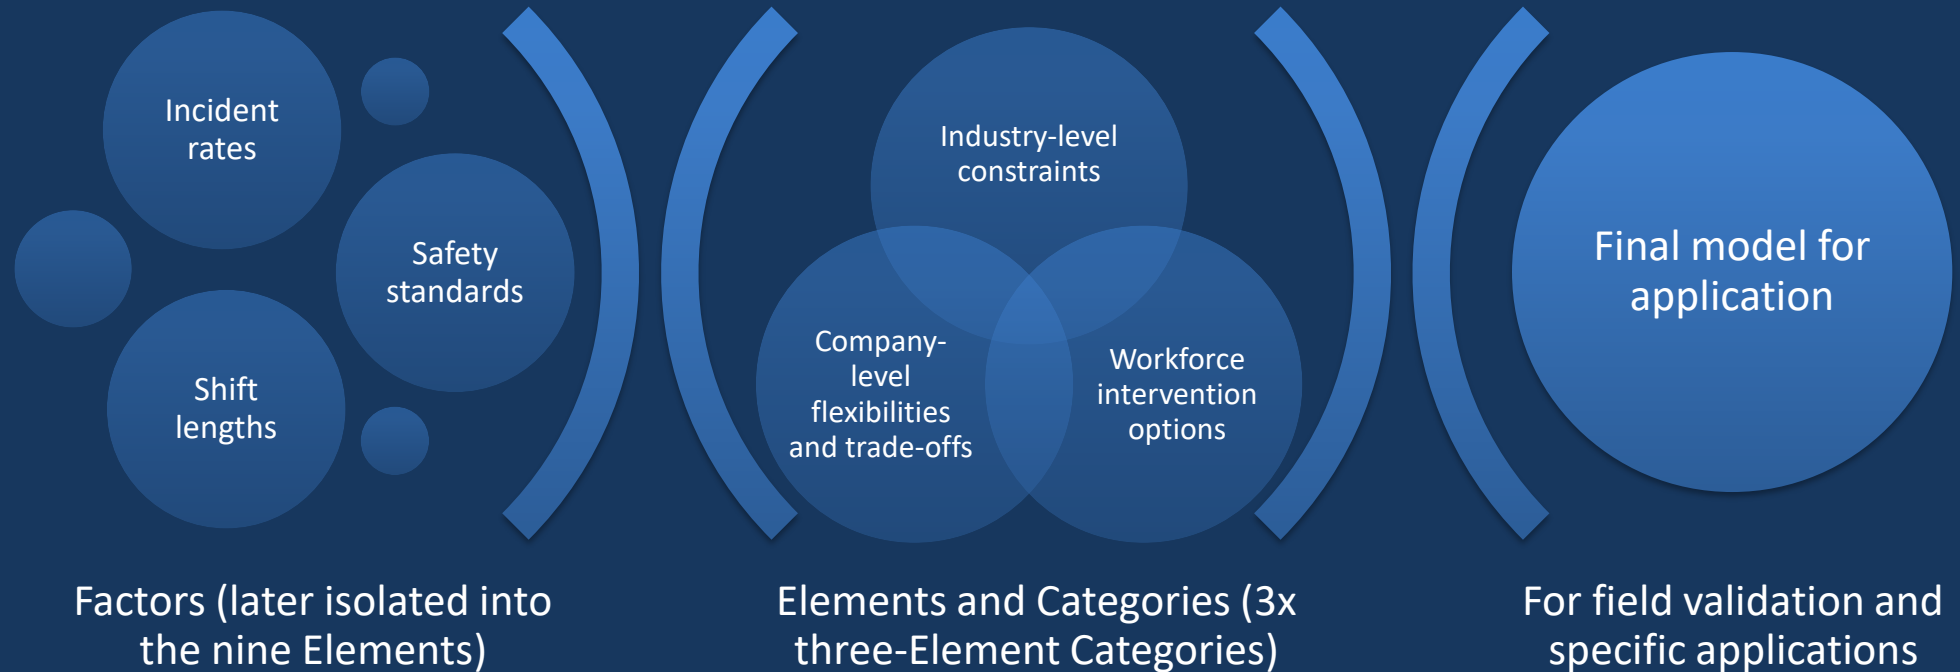 Incident
rates
Safety
standards
Shift
lengths
Factors (later isolated into
the nine Elements)
Industry-level
constraints
Company-
level
flexibilities
and trade-offs
Workforce
intervention
options
Elements and Categories (3x
three-Element Categories)
Final model for
application
For field validation and
specific applications